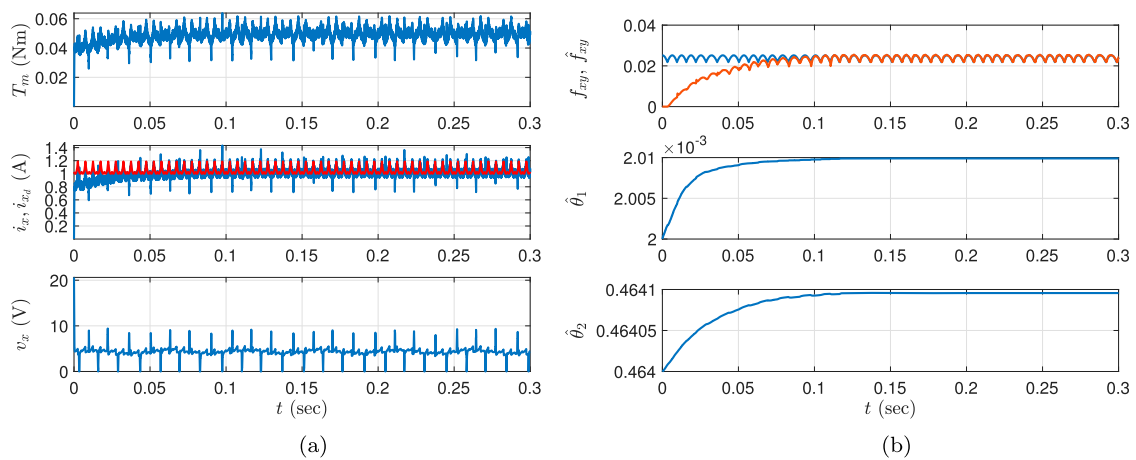 T_m (Nm)
0.06
0.04
0.02
0 0.05 0.1 0.15 0.2 0.25 0.3
i_x, i_{x_d} (A)
1.4
1.2
1
0.8
0.6
0.4
0.2
0 0.05 0.1 0.15 0.2 0.25 0.3
v_x (V)
20
10
0
0 0.05 0.1 0.15 0.2 0.25 0.3
t (sec)
(a)
f_{xy}, f̂_{xy}
0.04
0.02
0
0 0.05 0.1 0.15 0.2 0.25 0.3
×10⁻³
θ̂₁
2.01
2.005
2
0 0.05 0.1 0.15 0.2 0.25 0.3
θ̂₂
0.4641
0.46405
0.464
0 0.05 0.1 0.15 0.2 0.25 0.3
t (sec)
(b)